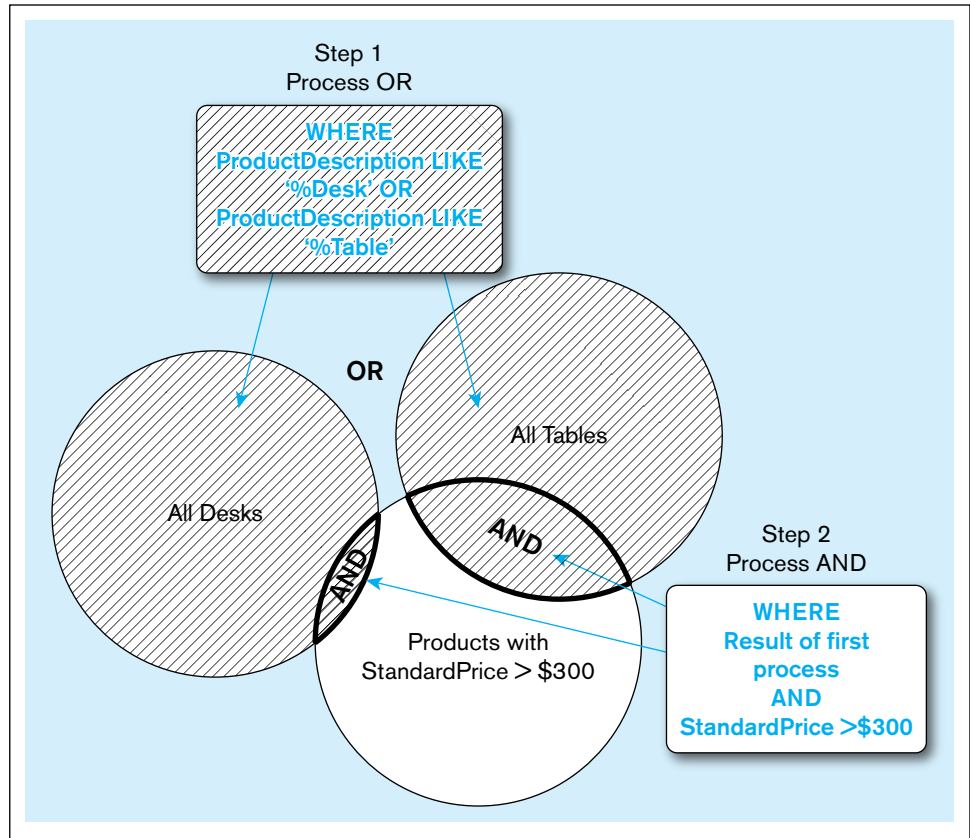 Step 1
Process OR
WHERE
ProductDescription LIKE
‘%Desk’ OR
ProductDescription LIKE
‘%Table’
OR
All Tables
All Desks
AND
AND
Step 2
Process AND
WHERE
Result of first
process
AND
StandardPrice >$300
Products with
StandardPrice > $300